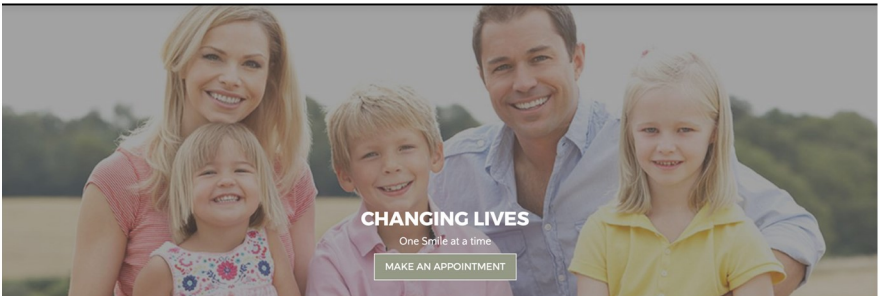 CHANGING LIVES
One Smile at a time
MAKE AN APPOINTMENT